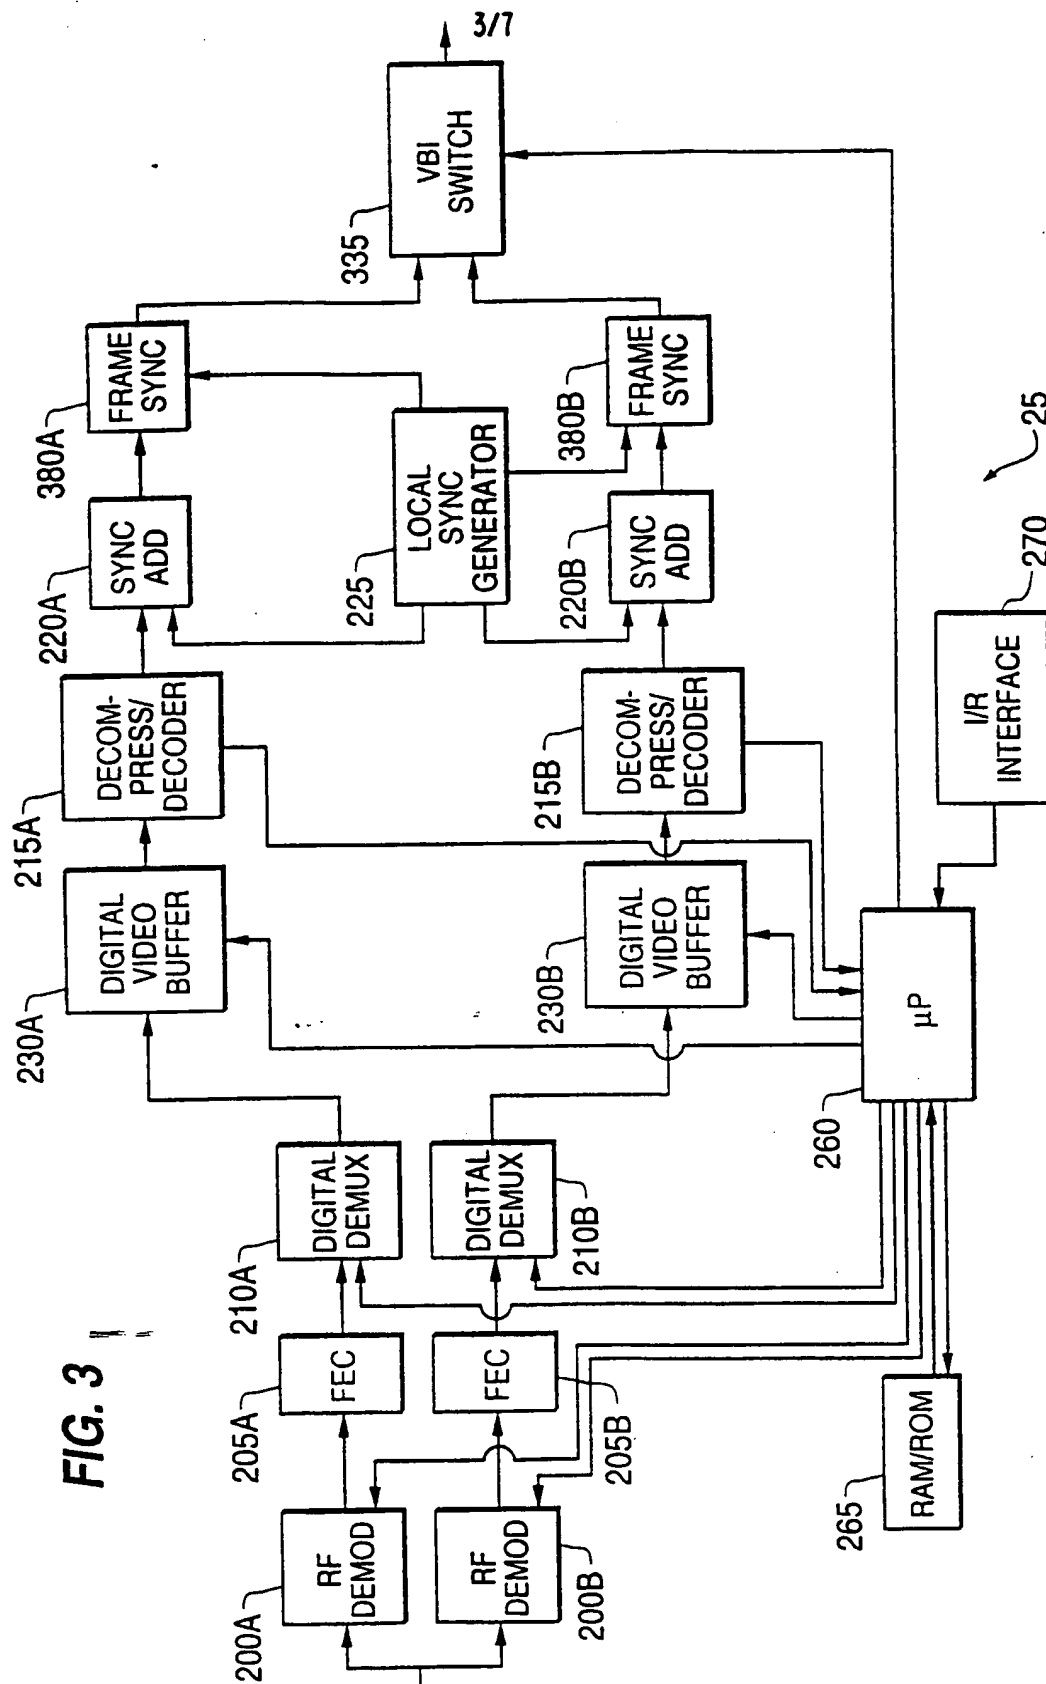 3/7
FIG. 3
200A
RF
DEMOD
200B
RF
DEMOD
205A
FEC
205B
FEC
210A
DIGITAL
DEMUX
210B
DIGITAL
DEMUX
230A
DIGITAL
VIDEO
BUFFER
230B
DIGITAL
VIDEO
BUFFER
215A
DECOM-
PRESS/
DECODER
215B
DECOM-
PRESS/
DECODER
220A
SYNC
ADD
220B
SYNC
ADD
225
LOCAL
SYNC
GENERATOR
380A
FRAME
SYNC
380B
FRAME
SYNC
335
VBI
SWITCH
260
µP
265
RAM/ROM
270
I/R
INTERFACE
25